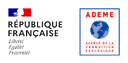 RÉPUBLIQUE
FRANÇAISE
Liberté
Égalité
Fraternité
ADEME
AGENCE DE LA
TRANSITION
ÉCOLOGIQUE